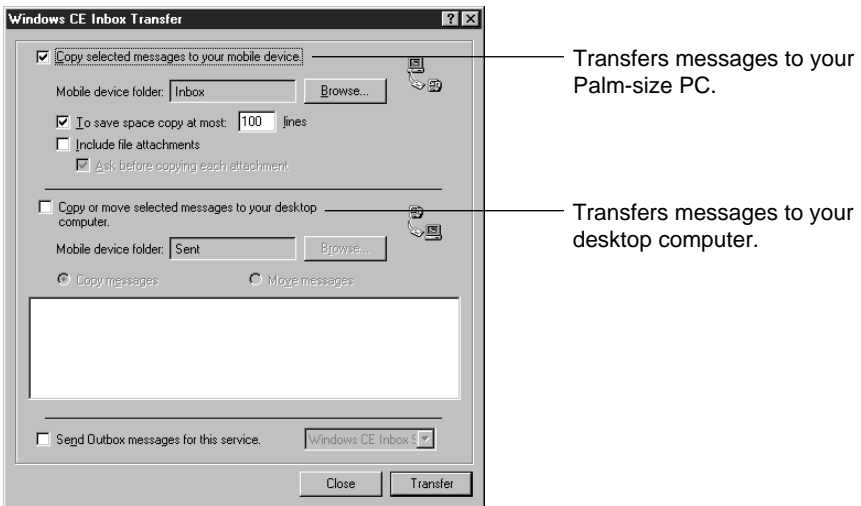 Windows CE Inbox Transfer
Copy selected messages to your mobile device.
Transfers messages to your
Palm-size PC.
Mobile device folder: Inbox Browse...
To save space copy at most: 100 lines
Include file attachments
Ask before copying each attachment
Copy or move selected messages to your desktop
computer.
Transfers messages to your
desktop computer.
Mobile device folder: Sent Browse...
Copy messages Move messages
Send Outbox messages for this service. Windows CE Inbox S
Close Transfer